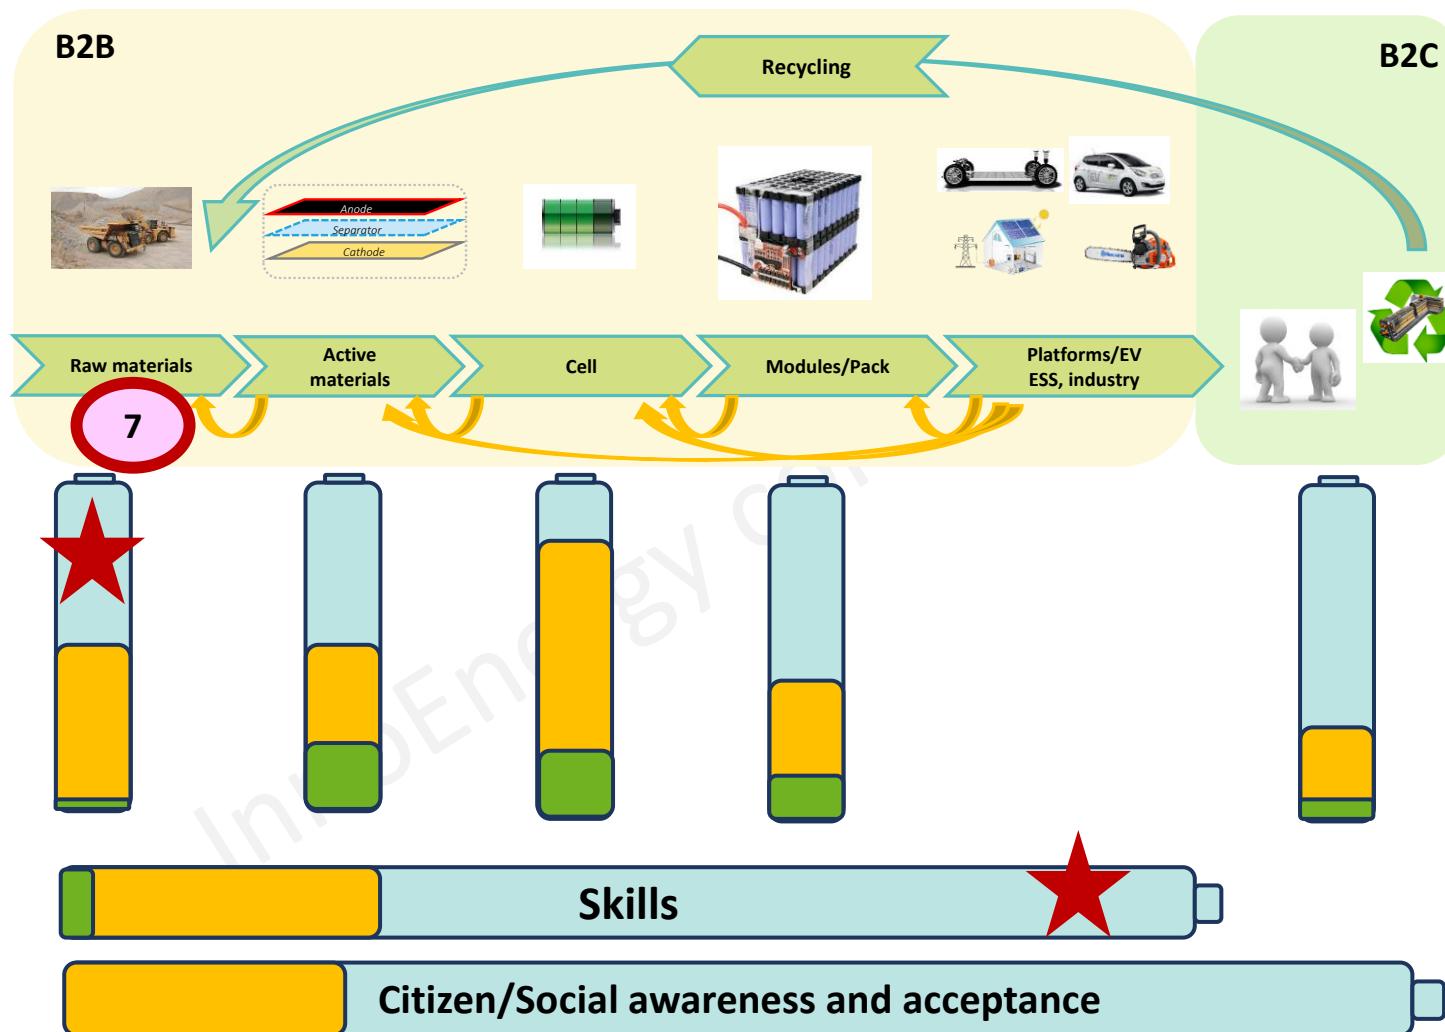 B2B
B2C
Recycling
Anode
Separator
Cathode
Raw materials
Active
materials
Cell
Modules/Pack
Platforms/EV
ESS, industry
7
Skills
Citizen/Social awareness and acceptance